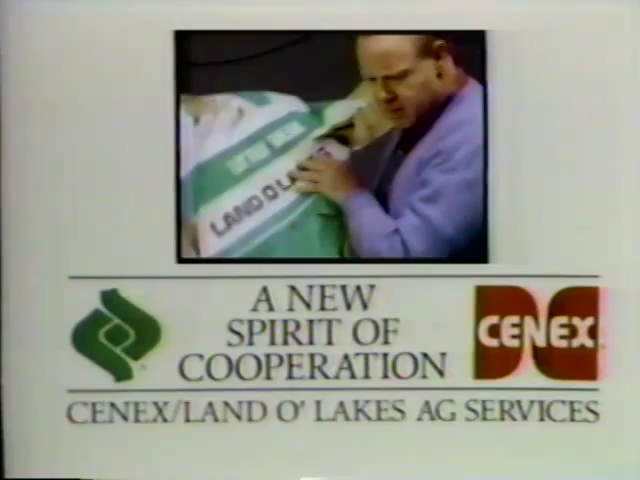 LAND O LA
A NEW
SPIRIT OF
COOPERATION
CENEX
CENEX/LAND O' LAKES AG SERVICES